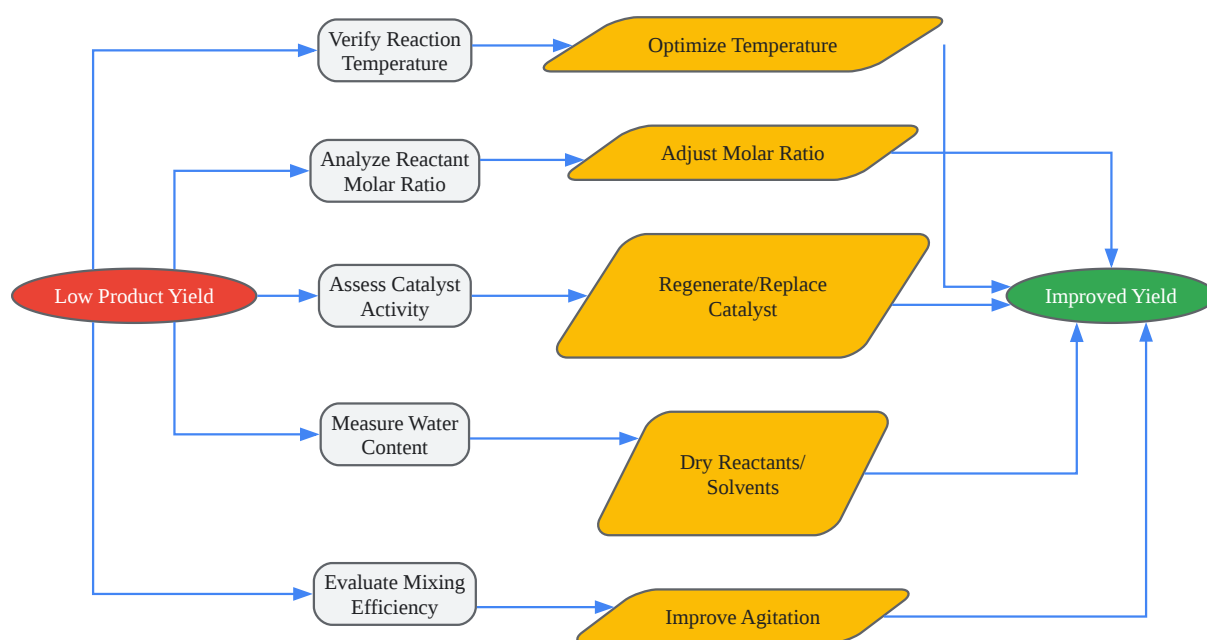 Verify Reaction
Temperature
Optimize Temperature
Analyze Reactant
Molar Ratio
Adjust Molar Ratio
Low Product Yield
Assess Catalyst
Activity
Regenerate/Replace
Catalyst
Improved Yield
Measure Water
Content
Dry Reactants/
Solvents
Evaluate Mixing
Efficiency
Improve Agitation